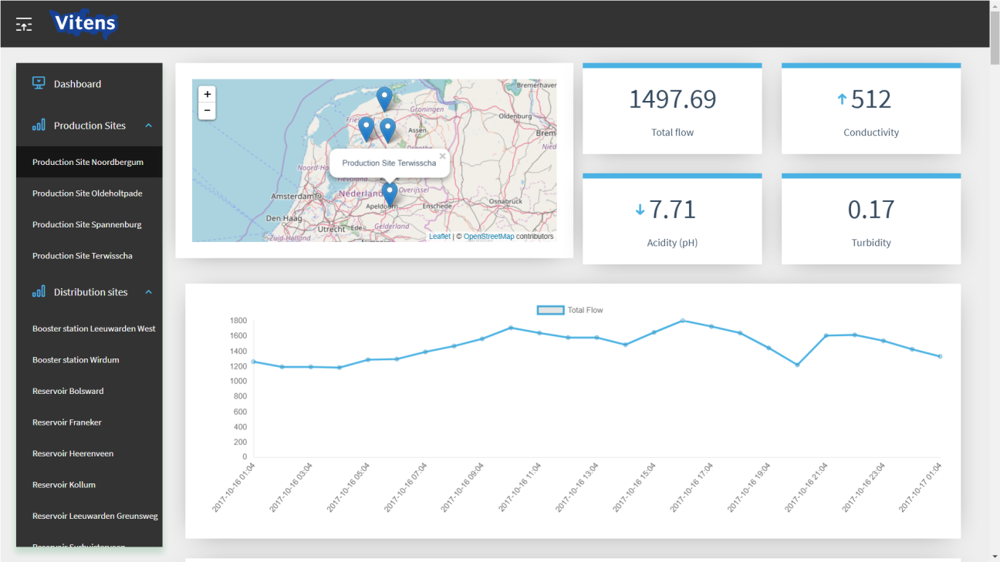 Vitens
Dashboard
Production Sites
Production Site Noordbergum
Production Site Oldeholtpade
Production Site Spannenburg
Production Site Terwisscha
Distribution sites
Booster station Leeuwarden West
Booster station Wirdum
Reservoir Bolsward
Reservoir Franeker
Reservoir Heerenveen
Reservoir Kollum
Reservoir Leeuwarden Greunsweg
+
−
Bremerhaven
Groningen
Oldenburg
Assen
Brem
Nied
Production Site Terwisscha ×
Noord-Ho
Flevoland
Overijssel
Amsterdam
Nederland
Apeldoorn
Enschede
Osnabrück
Den Haag
Utrecht
Ede
Gelderland
Zuid-Holland
Leaflet | © OpenStreetMap contributors
1497.69
Total flow
512
Conductivity
7.71
Acidity (pH)
0.17
Turbidity
Total Flow
1800
1600
1400
1200
1000
800
600
400
200
0
2017-10-16 01:04
2017-10-16 03:04
2017-10-16 05:04
2017-10-16 07:04
2017-10-16 09:04
2017-10-16 11:04
2017-10-16 13:04
2017-10-16 15:04
2017-10-16 17:04
2017-10-16 19:04
2017-10-16 21:04
2017-10-16 23:04
2017-10-17 01:04